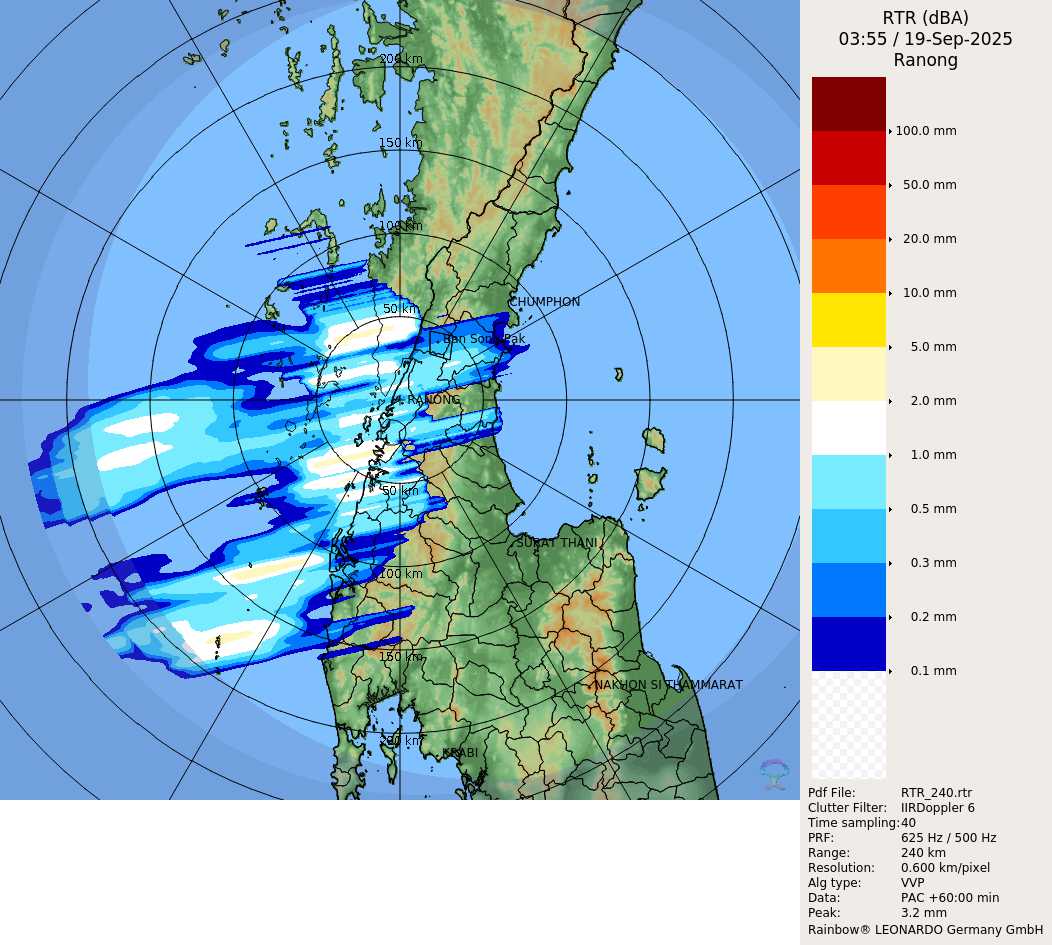 RTR (dBA)
03:55 / 19-Sep-2025
Ranong
100.0 mm
50.0 mm
20.0 mm
10.0 mm
5.0 mm
2.0 mm
1.0 mm
0.5 mm
0.3 mm
0.2 mm
0.1 mm
Pdf File: RTR_240.rtr
Clutter Filter: IIRDoppler 6
Time sampling: 40
PRF: 625 Hz / 500 Hz
Range: 240 km
Resolution: 0.600 km/pixel
Alg type: VVP
Data: PAC +60:00 min
Peak: 3.2 mm
Rainbow® LEONARDO Germany GmbH
200 km
150 km
100 km
CHUMPHON
50 km
Ban Song Pak
RANONG
50 km
SURAT THANI
100 km
150 km
NAKHON SI THAMMARAT
200 km
KRABI